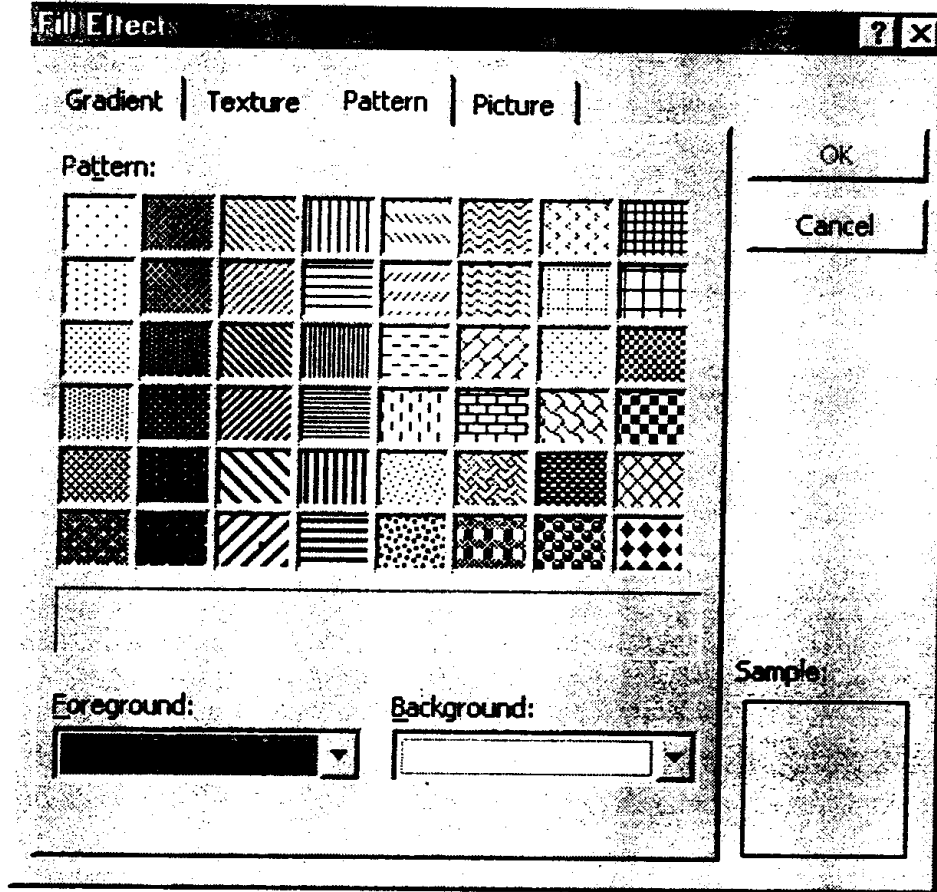 Fill Effects
Gradient Texture Pattern Picture
Pattern:
OK
Cancel
Foreground:
Background:
Sample: